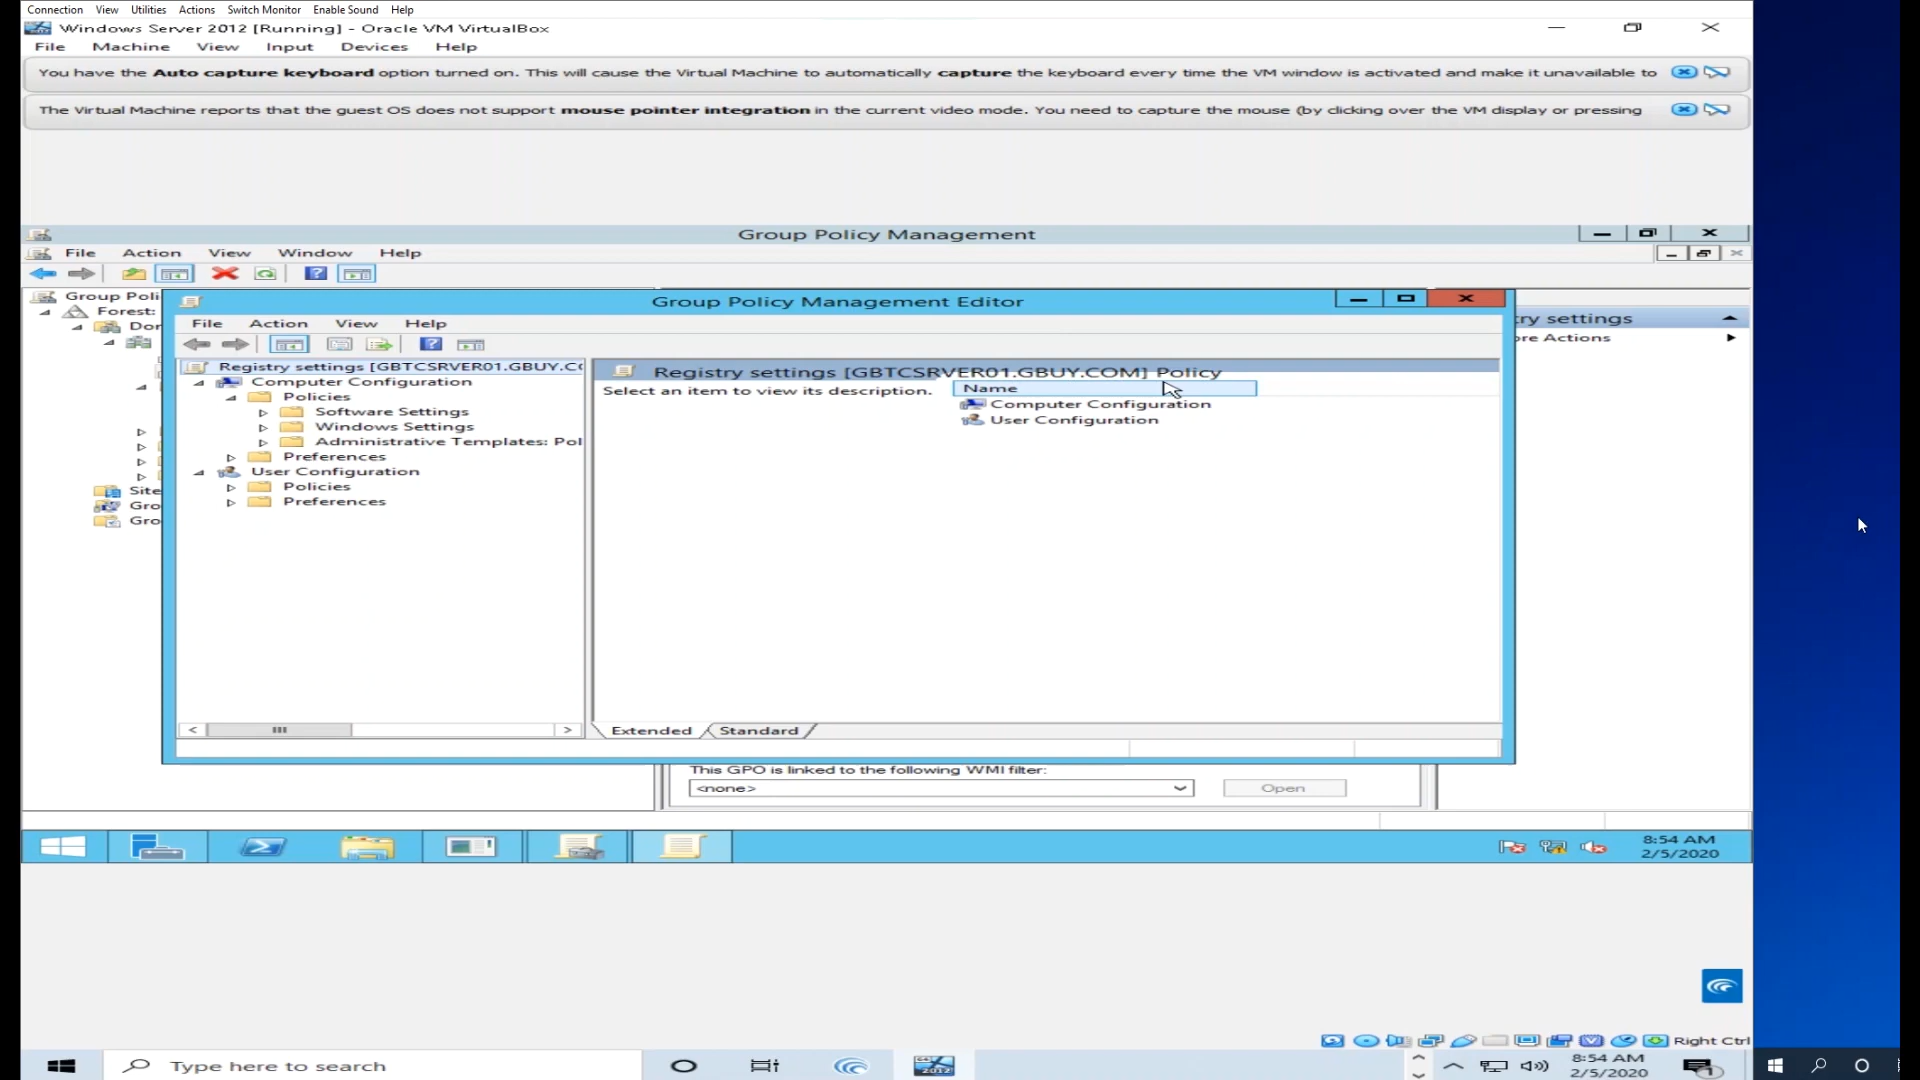 Connection View Utilities Actions Switch Monitor Enable Sound Help
Windows Server 2012 [Running] - Oracle VM VirtualBox
File Machine View Input Devices Help
You have the Auto capture keyboard option turned on. This will cause the Virtual Machine to automatically capture the keyboard every time the VM window is activated and make it unavailable to
The Virtual Machine reports that the guest OS does not support mouse pointer integration in the current video mode. You need to capture the mouse (by clicking over the VM display or pressing
Group Policy Management
File Action View Window Help
Group Poli
Forest:
Dor
Site
Gro
Gro
Group Policy Management Editor
File Action View Help
Registry settings [GBTCSRVER01.GBUY.C
Computer Configuration
Policies
Software Settings
Windows Settings
Administrative Templates: Pol
Preferences
User Configuration
Policies
Preferences
Registry settings [GBTCSRVER01.GBUY.COM] Policy
Select an item to view its description.
Name
Computer Configuration
User Configuration
Extended Standard
ry settings
ore Actions
This GPO is linked to the following WMI filter:
<none>
Open
8:54 AM
2/5/2020
Right Ctrl
Type here to search
2012
8:54 AM
2/5/2020
1